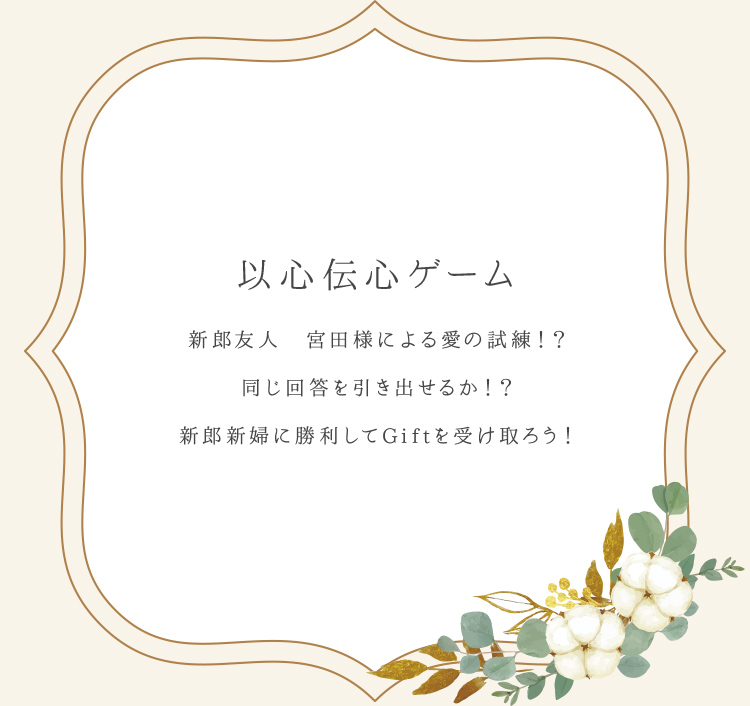 以心伝心ゲーム
新郎友人　宮田様による愛の試練！？
同じ回答を引き出せるか！？
新郎新婦に勝利してGiftを受け取ろう！